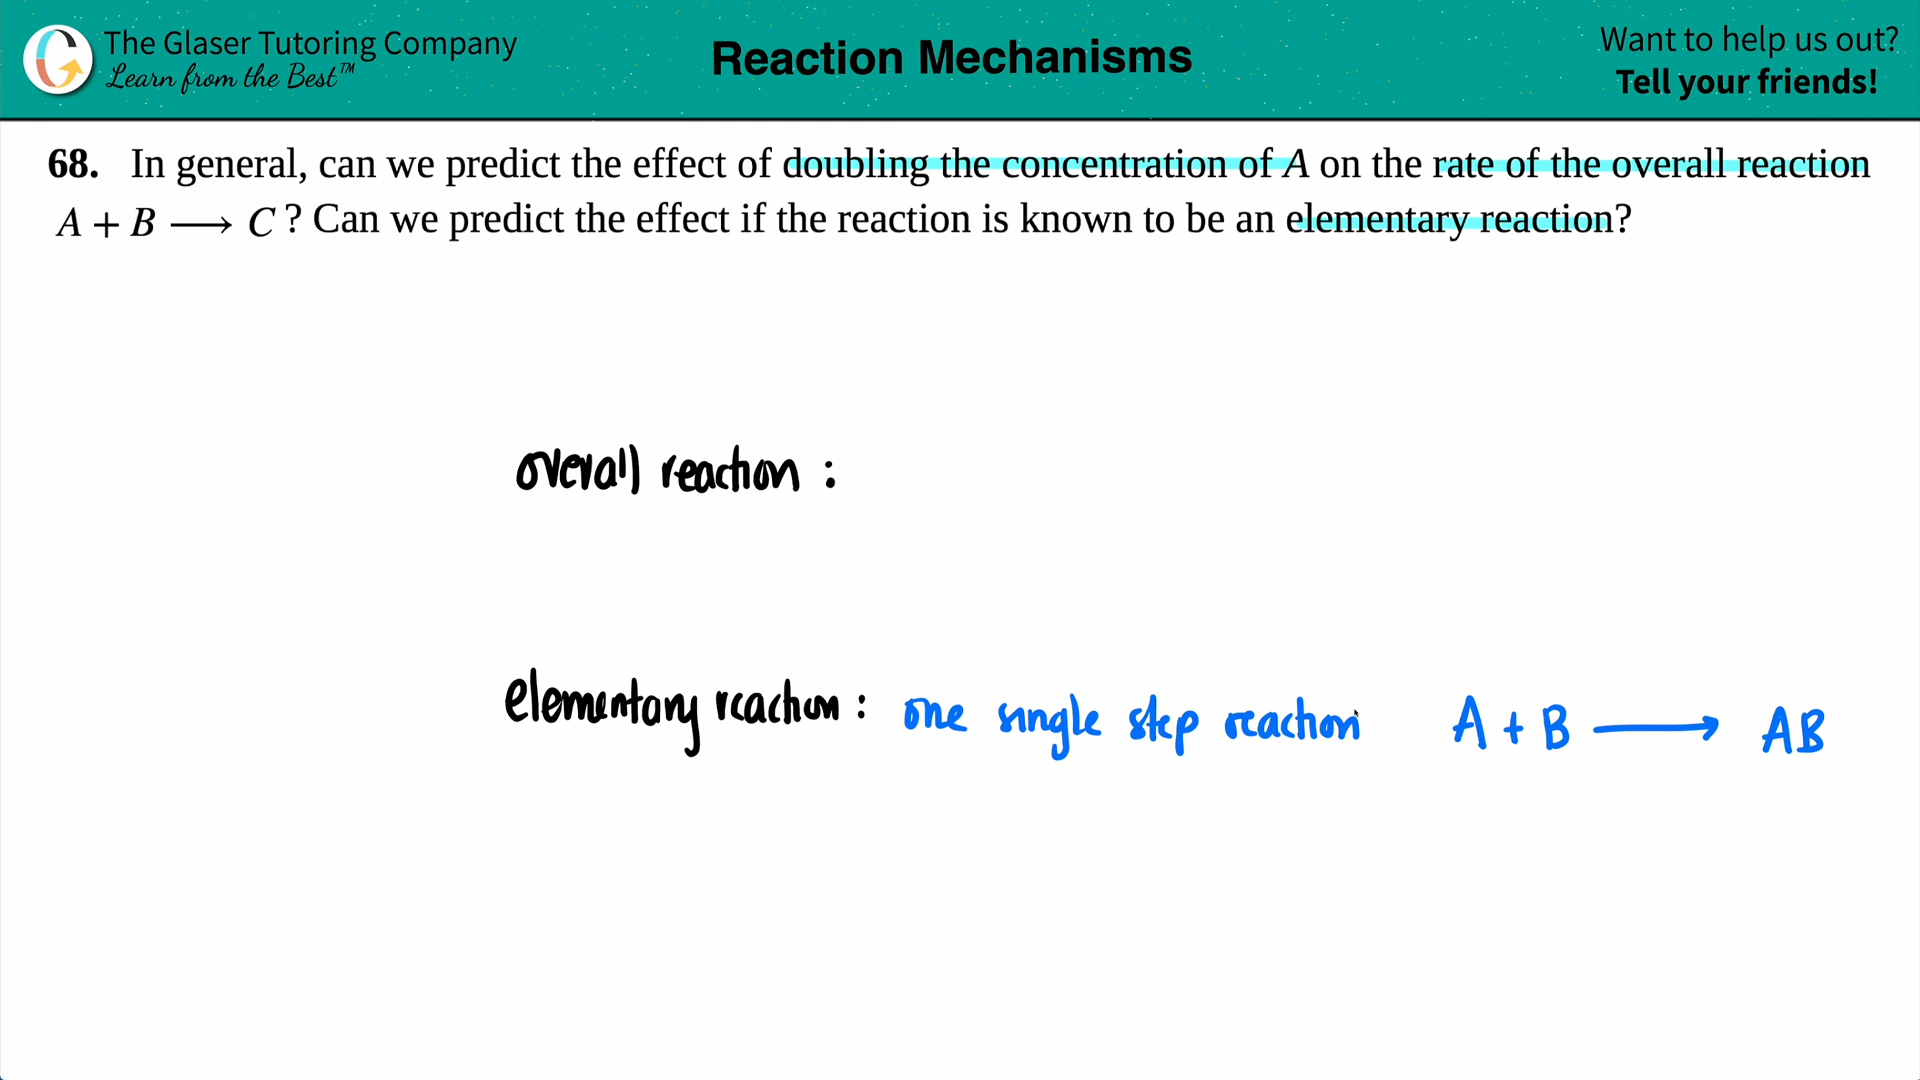 The Glaser Tutoring Company
Learn from the Best™
Reaction Mechanisms
Want to help us out?
Tell your friends!
68. In general, can we predict the effect of doubling the concentration of A on the rate of the overall reaction
A + B ⟶ C ? Can we predict the effect if the reaction is known to be an elementary reaction?
overall reaction :
elementary reaction : one single step reaction A + B ⟶ AB